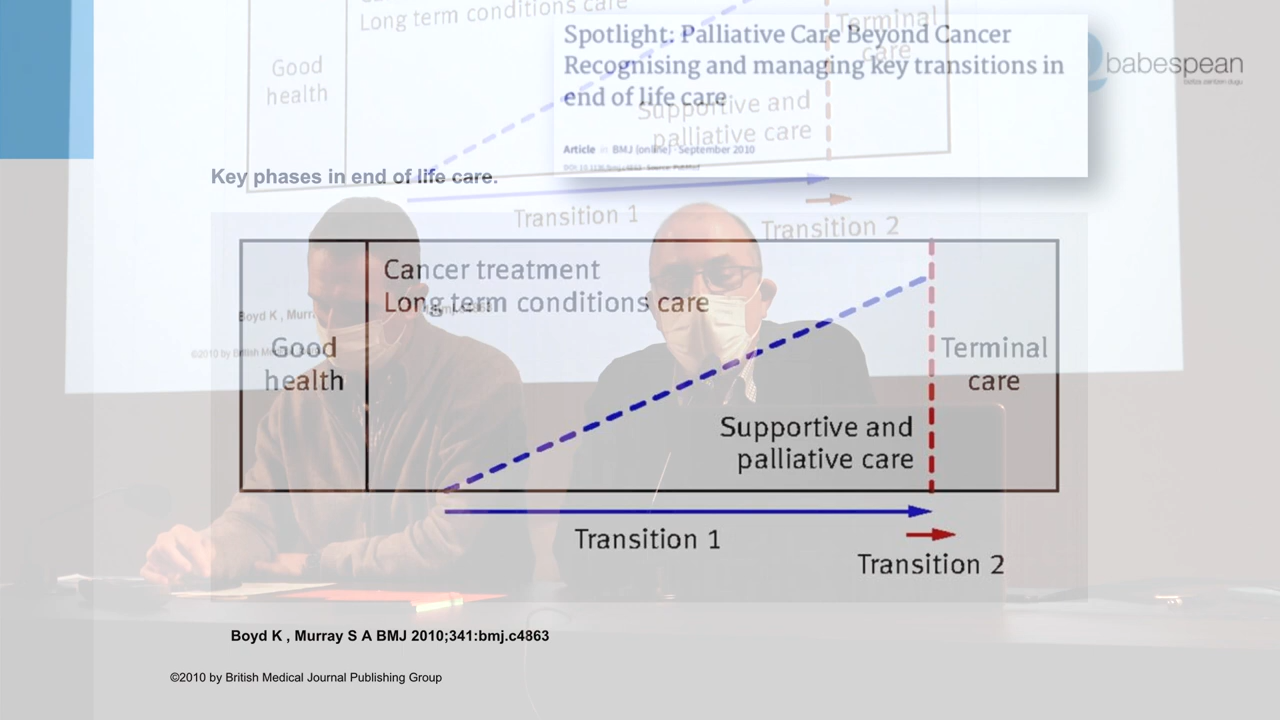 Long term conditions care
Terminal
care
Good
health
Supportive and
palliative care
Transition 1
Transition 2
Boyd K , Murr
Spotlight: Palliative Care Beyond Cancer
Recognising and managing key transitions in
end of life care
Article in BMJ (online) · September 2010
babespean
Key phases in end of life care.
Cancer treatment
Long term conditions care
Good
health
Terminal
care
Supportive and
palliative care
Transition 1
Transition 2
Boyd K , Murray S A BMJ 2010;341:bmj.c4863
©2010 by British Medical Journal Publishing Group